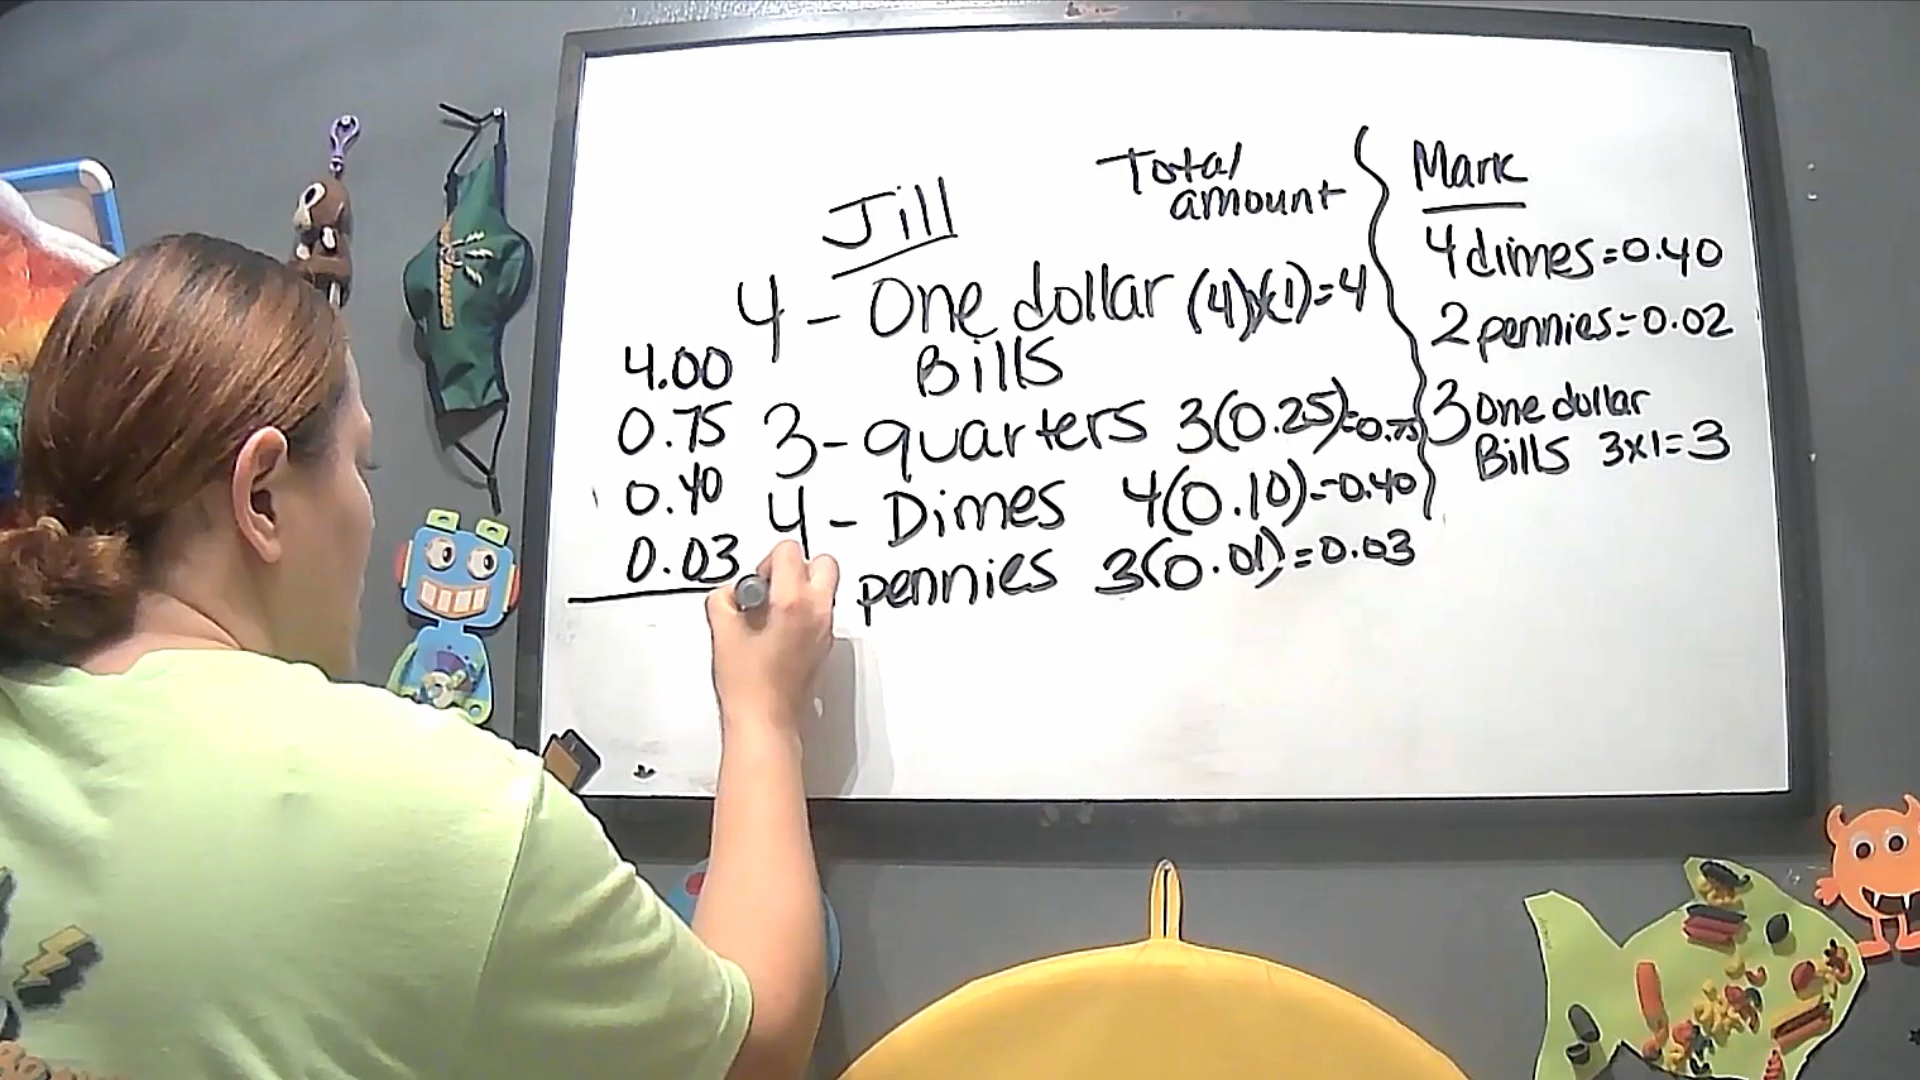 Jill
Total
amount
4 - One dollar (4)x(1)=4
Bills
3 - quarters 3(0.25)=0.75
4 - Dimes 4(0.10)=0.40
pennies 3(0.01)=0.03
4.00
0.75
0.40
0.03
Mark
4 dimes=0.40
2 pennies=0.02
3 One dollar
Bills 3x1=3